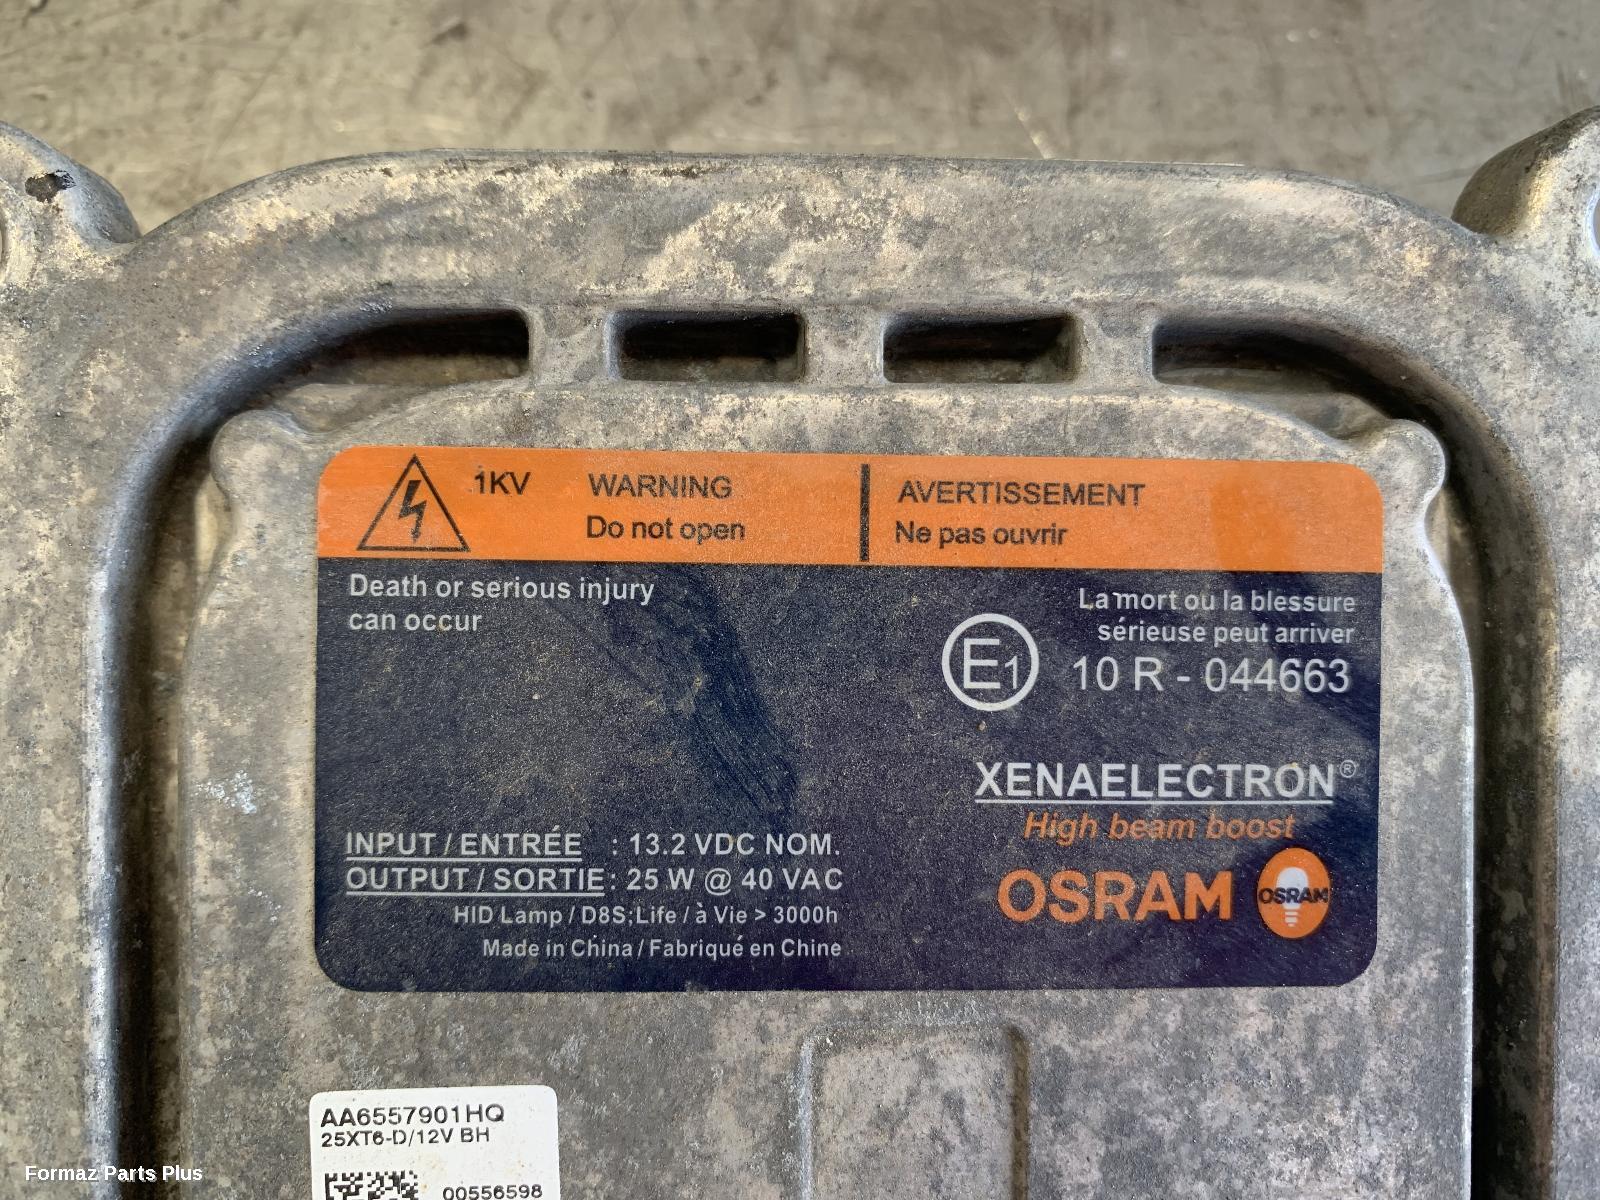 1KV
WARNING
Do not open
AVERTISSEMENT
Ne pas ouvrir
Death or serious injury
can occur
La mort ou la blessure
sérieuse peut arriver
E1 10 R - 044663
XENAELECTRON®
High beam boost
OSRAM OSRAM
INPUT / ENTRÉE : 13.2 VDC NOM.
OUTPUT / SORTIE : 25 W @ 40 VAC
HID Lamp / D8S;Life / à Vie > 3000h
Made in China / Fabriqué en Chine
AA6557901HQ
25XT6-D/12V BH
00556598
Formaz Parts Plus